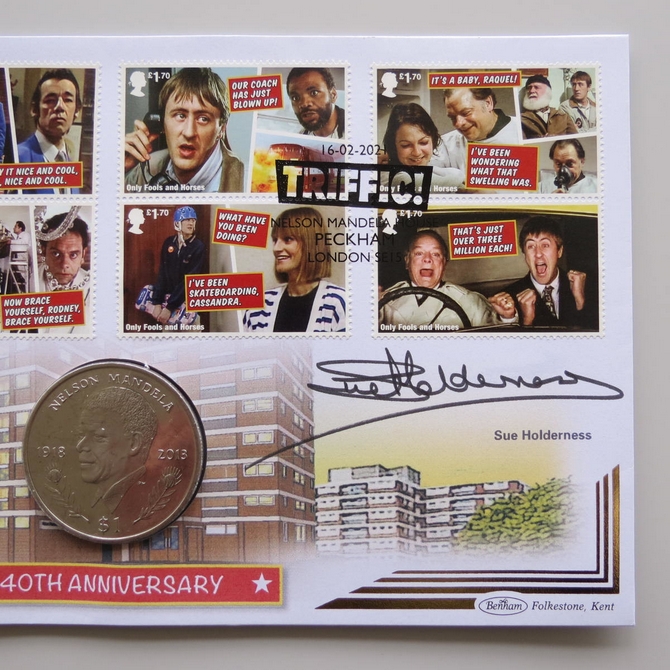 £1.70
OUR COACH
HAS JUST
BLOWN UP!
Only Fools and Horses
£1.70
IT'S A BABY, RAQUEL!
I'VE BEEN
WONDERING
WHAT THAT
SWELLING WAS.
IT NICE AND COOL,
NICE AND COOL.
16-02-2021
TRIFFIC!
NELSON MANDELA
PECKHAM
LONDON SE15
NOW BRACE
YOURSELF, RODNEY,
BRACE YOURSELF.
£1.70
WHAT HAVE
YOU BEEN
DOING?
I'VE BEEN
SKATEBOARDING,
CASSANDRA.
Only Fools and Horses
£1.70
THAT'S JUST
OVER THREE
MILLION EACH!
Only Fools and Horses
NELSON MANDELA
1918 2013
$1
Sue Holderness
Sue Holderness
40TH ANNIVERSARY
Benham Folkestone, Kent